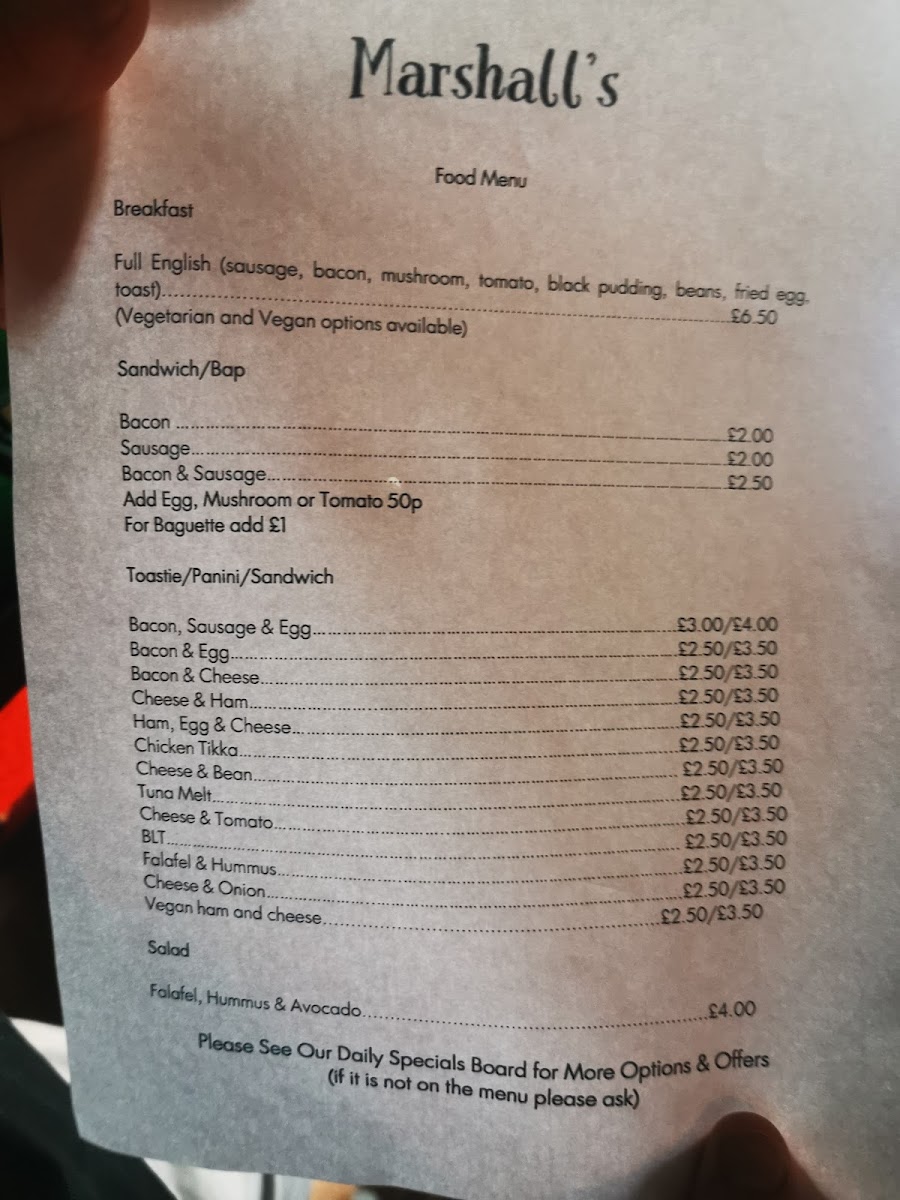 Marshall's
Food Menu
Breakfast
Full English (sausage, bacon, mushroom, tomato, black pudding, beans, fried egg,
toast)..........£6.50
(Vegetarian and Vegan options available)
Sandwich/Bap
Bacon ..........£2.00
Sausage..........£2.00
Bacon & Sausage..........£2.50
Add Egg, Mushroom or Tomato 50p
For Baguette add £1
Toastie/Panini/Sandwich
Bacon, Sausage & Egg..........£3.00/£4.00
Bacon & Egg..........£2.50/£3.50
Bacon & Cheese..........£2.50/£3.50
Cheese & Ham..........£2.50/£3.50
Ham, Egg & Cheese..........£2.50/£3.50
Chicken Tikka..........£2.50/£3.50
Cheese & Bean..........£2.50/£3.50
Tuna Melt..........£2.50/£3.50
Cheese & Tomato..........£2.50/£3.50
BLT..........£2.50/£3.50
Falafel & Hummus..........£2.50/£3.50
Cheese & Onion..........£2.50/£3.50
Vegan ham and cheese..........£2.50/£3.50
Salad
Falafel, Hummus & Avocado..........£4.00
Please See Our Daily Specials Board for More Options & Offers
(if it is not on the menu please ask)